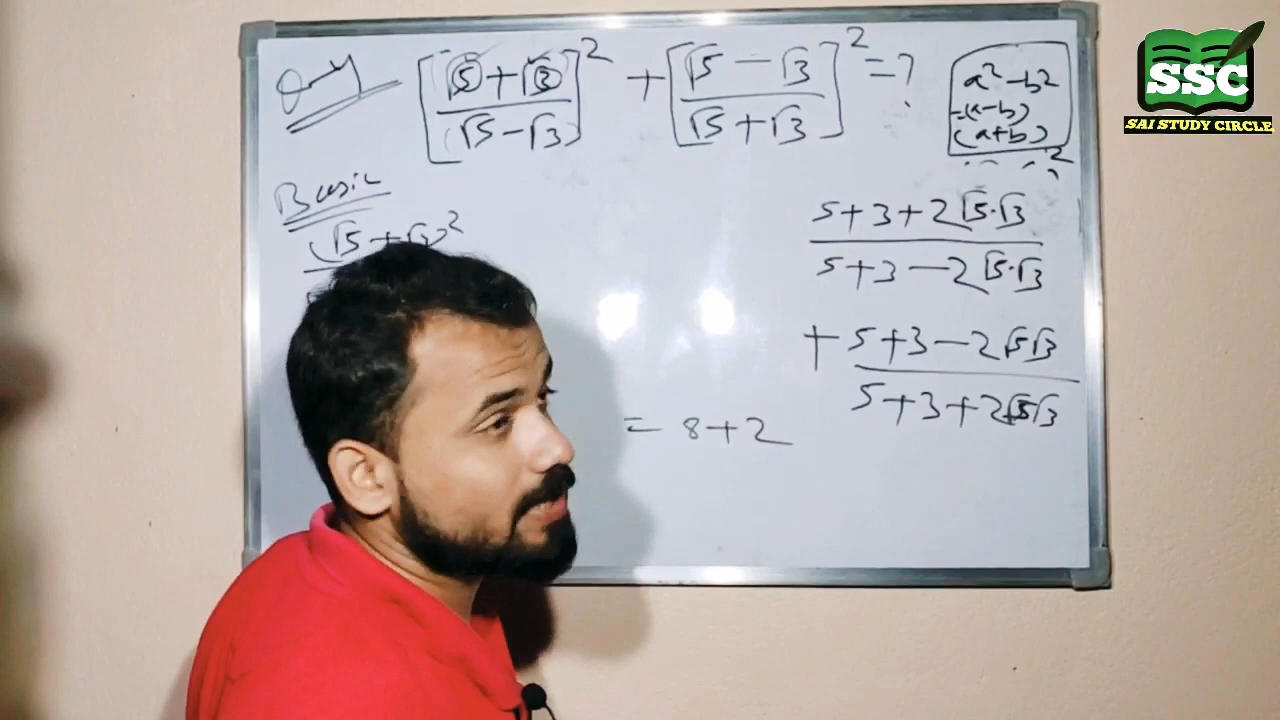 [(√5+√3)/(√5-√3)]² + [(√5-√3)/(√5+√3)]² = ?
a²-b²
=(a-b)
(a+b)
SSC
SAI STUDY CIRCLE
Basic
(√5+√3)²
5+3+2√5·√3
5+3-2√5·√3
+ 5+3-2√5√3
5+3+2√5√3
= 8+2